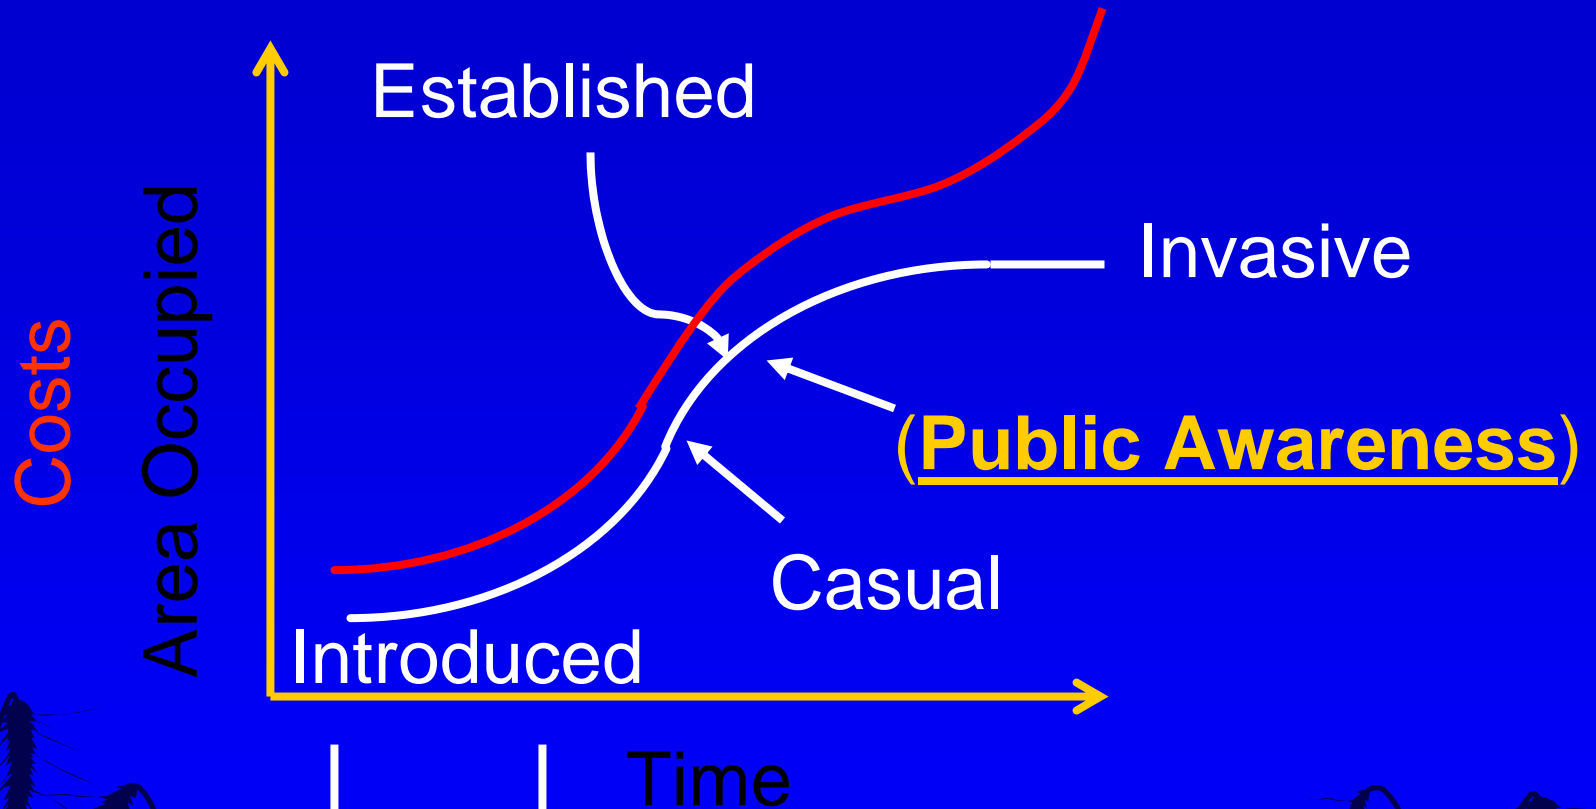 Established
Invasive
Costs
Area Occupied
(Public Awareness)
Casual
Introduced
Time